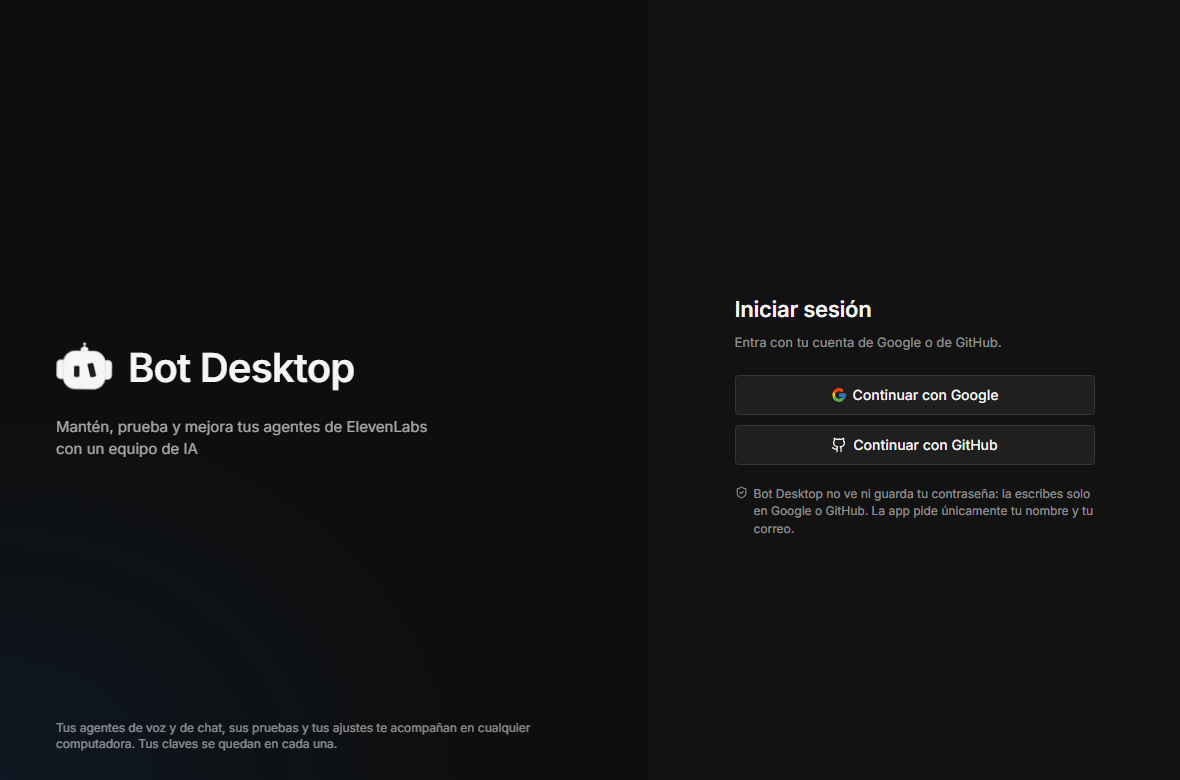 Bot Desktop
Mantén, prueba y mejora tus agentes de ElevenLabs
con un equipo de IA
Tus agentes de voz y de chat, sus pruebas y tus ajustes te acompañan en cualquier
computadora. Tus claves se quedan en cada una.
Iniciar sesión
Entra con tu cuenta de Google o de GitHub.
Continuar con Google
Continuar con GitHub
Bot Desktop no ve ni guarda tu contraseña: la escribes solo
en Google o GitHub. La app pide únicamente tu nombre y tu
correo.